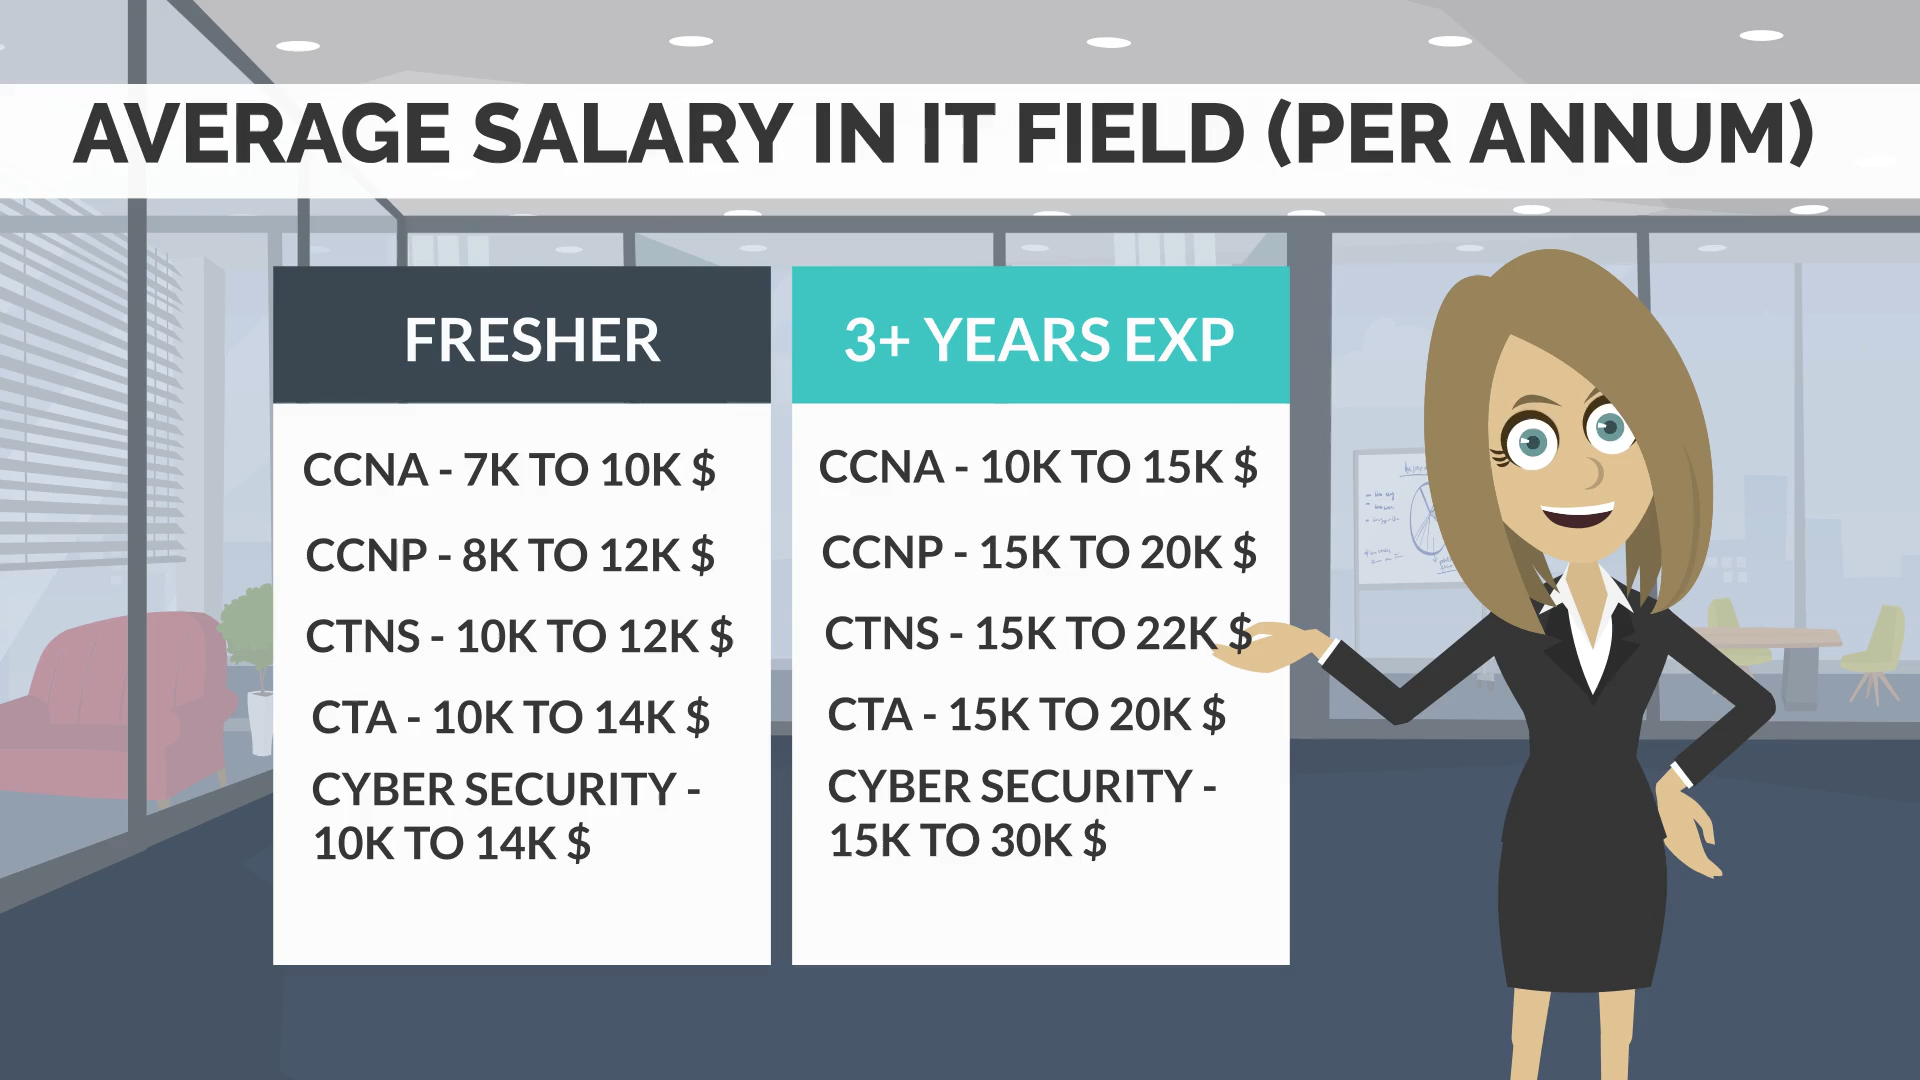 AVERAGE SALARY IN IT FIELD (PER ANNUM)
FRESHER
CCNA - 7K TO 10K $
CCNP - 8K TO 12K $
CTNS - 10K TO 12K $
CTA - 10K TO 14K $
CYBER SECURITY -
10K TO 14K $
3+ YEARS EXP
CCNA - 10K TO 15K $
CCNP - 15K TO 20K $
CTNS - 15K TO 22K $
CTA - 15K TO 20K $
CYBER SECURITY -
15K TO 30K $